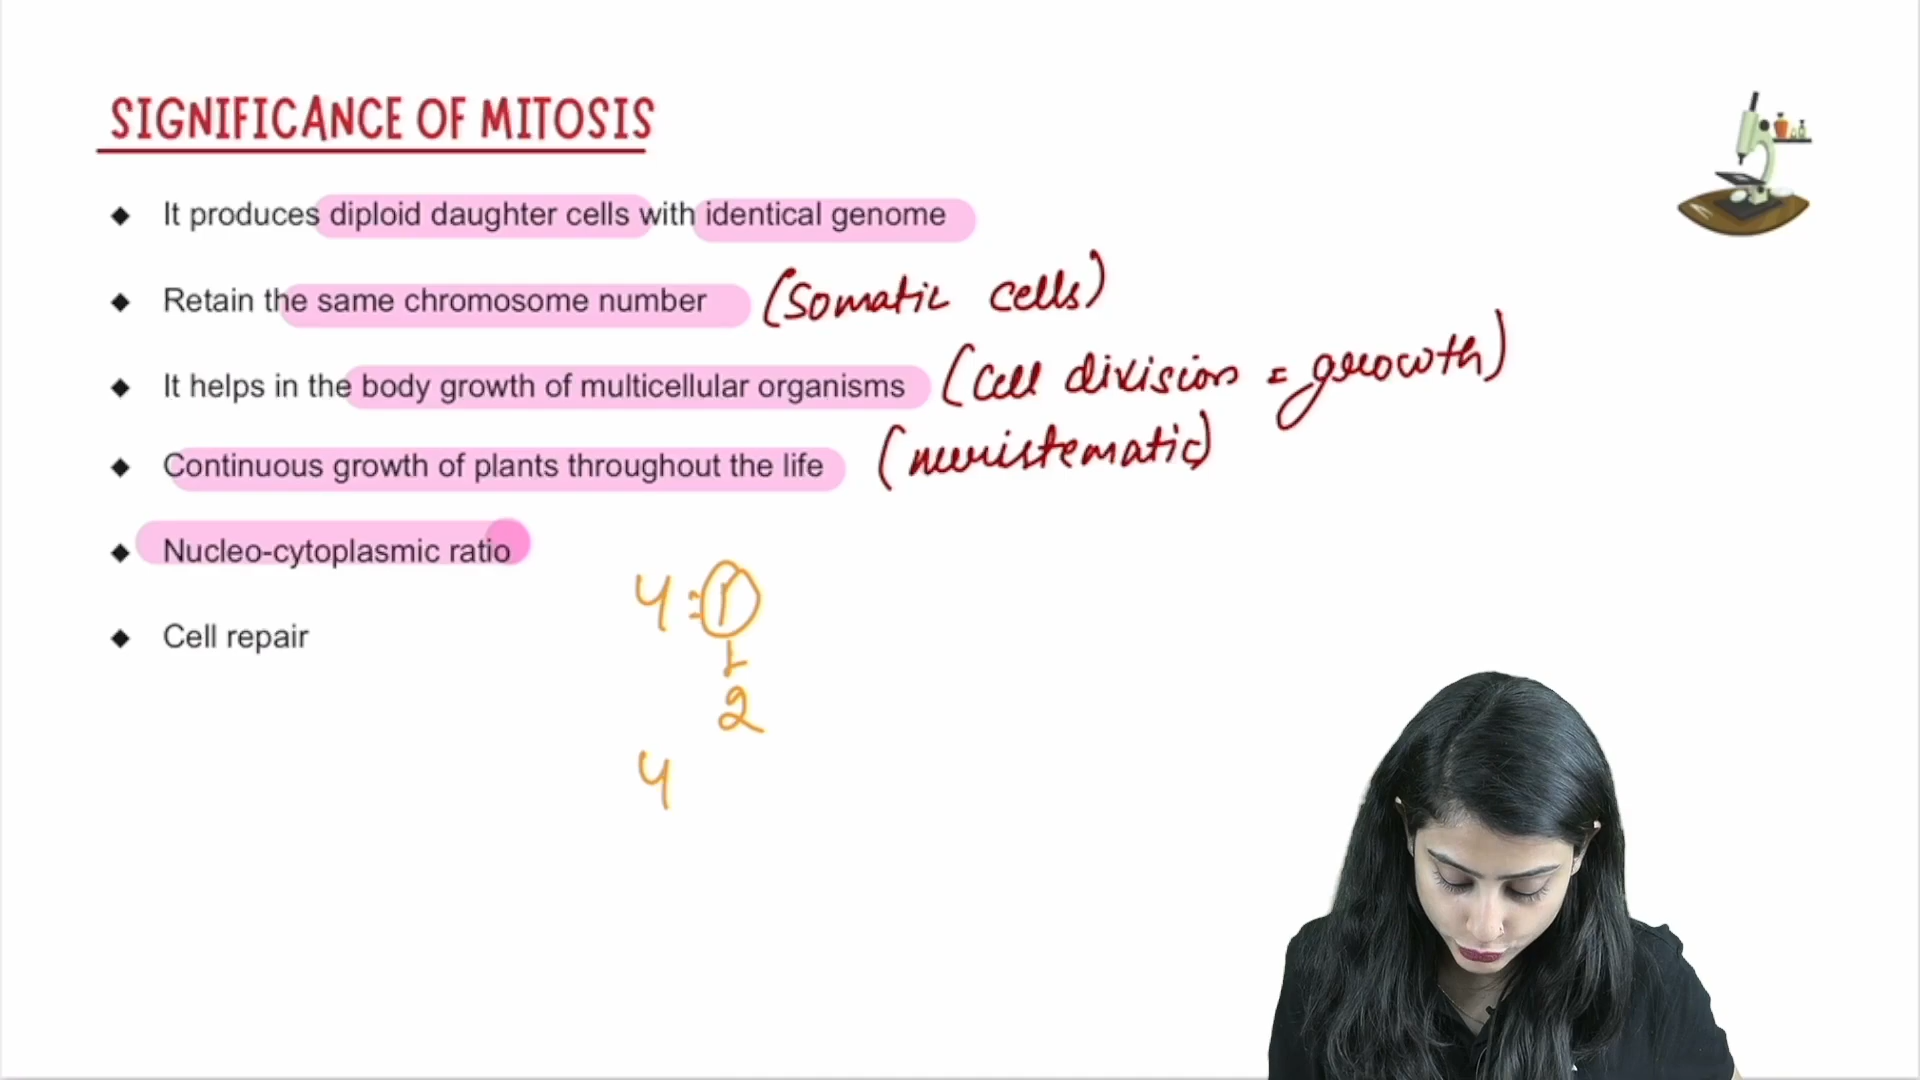 SIGNIFICANCE OF MITOSIS
◆ It produces diploid daughter cells with identical genome
◆ Retain the same chromosome number (Somatic cells)
◆ It helps in the body growth of multicellular organisms (Cell division = growth)
◆ Continuous growth of plants throughout the life (meristematic)
◆ Nucleo-cytoplasmic ratio
4:1
◆ Cell repair
2
4